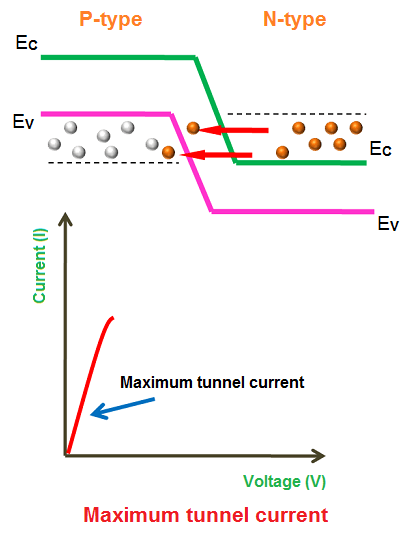 P-type
N-type
Ec
Ev
Ec
Ev
Current (I)
Maximum tunnel current
Voltage (V)
Maximum tunnel current